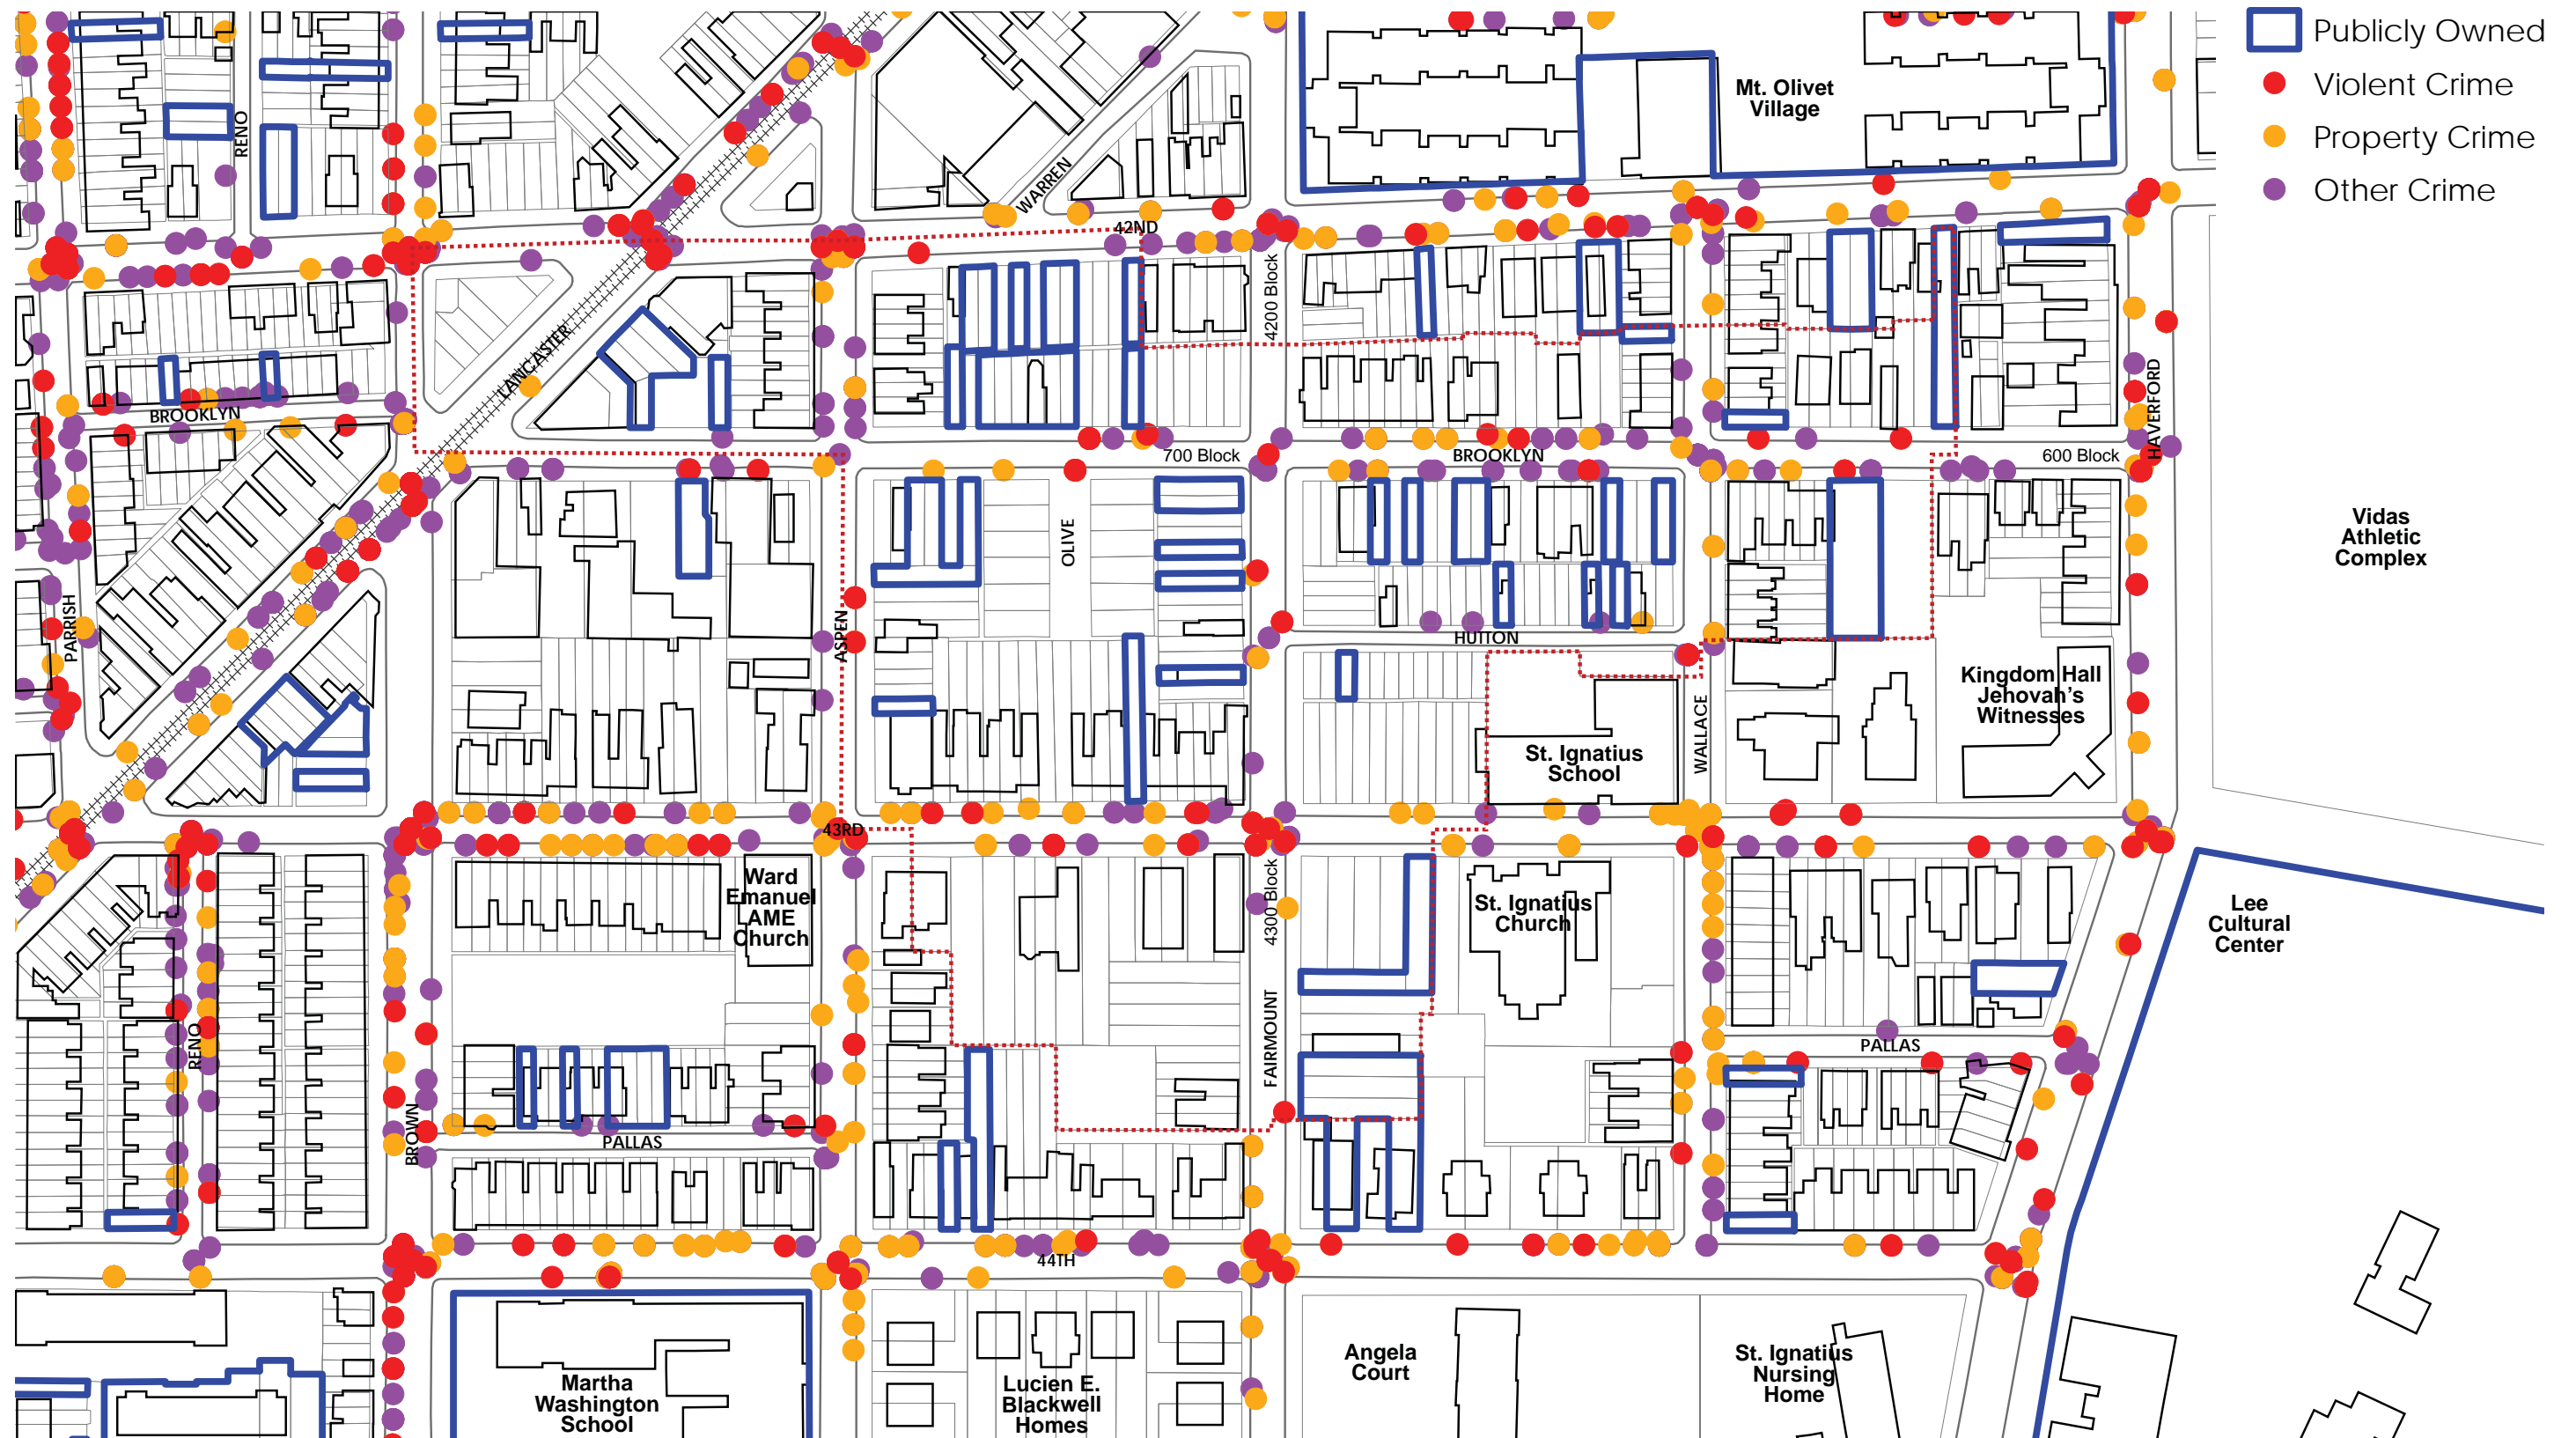 Publicly Owned
Violent Crime
Property Crime
Other Crime
Mt. Olivet
Village
RENO
WARREN
42ND
4200 Block
LANCASTER
HAVERFORD
BROOKLYN
700 Block
BROOKLYN
600 Block
OLIVE
Vidas
Athletic
Complex
PARRISH
ASPEN
HUTTON
Kingdom Hall
Jehovah's
Witnesses
WALLACE
St. Ignatius
School
43RD
4300 Block
Ward
Emanuel
AME
Church
St. Ignatius
Church
Lee
Cultural
Center
RENO
FAIRMOUNT
PALLAS
BROWN
PALLAS
44TH
Martha
Washington
School
Lucien E.
Blackwell
Homes
Angela
Court
St. Ignatius
Nursing
Home